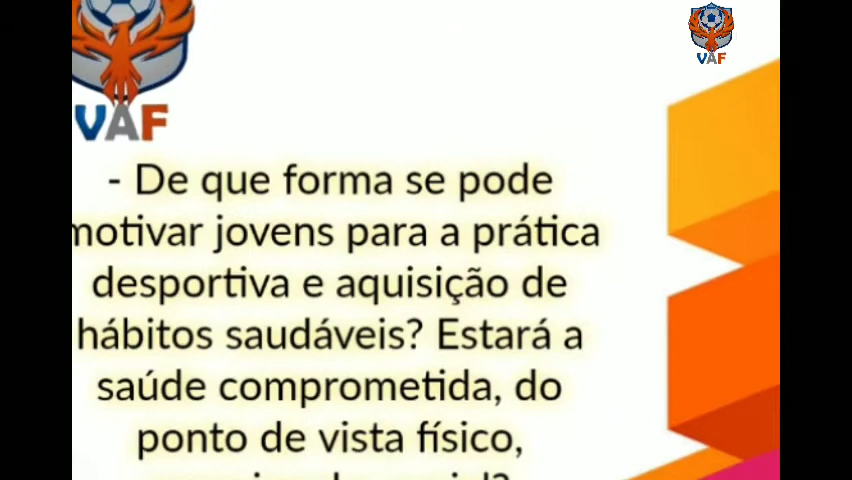 VAF
VAF
- De que forma se pode
motivar jovens para a prática
desportiva e aquisição de
hábitos saudáveis? Estará a
saúde comprometida, do
ponto de vista físico,